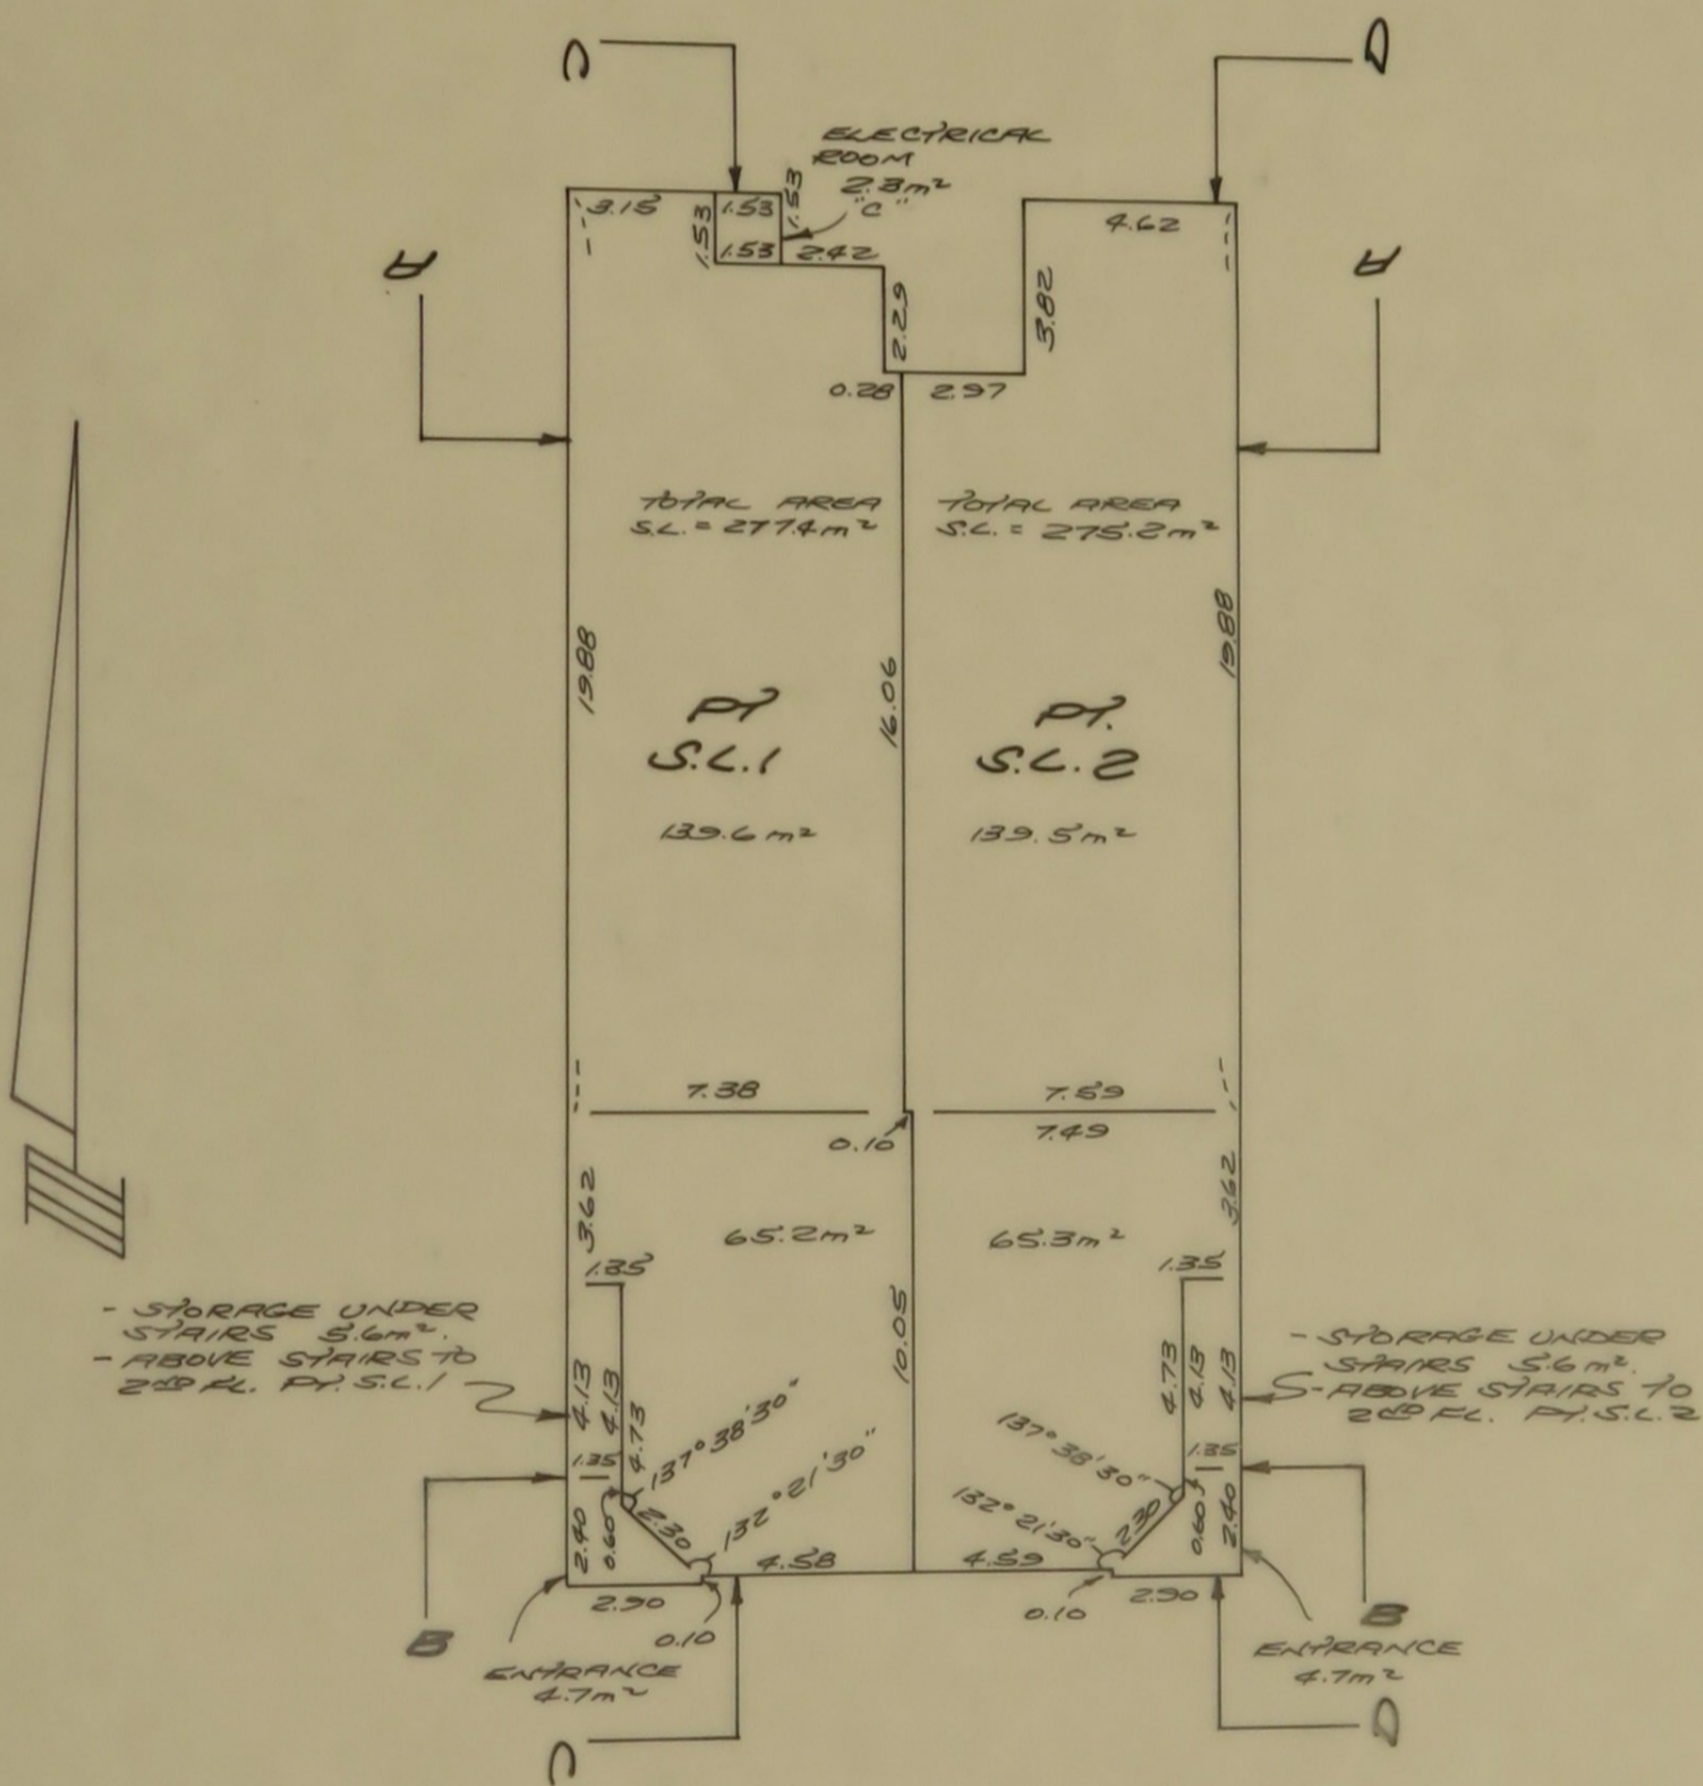 C
D
ELECTRICAL
ROOM
2.3m²
"C"
3.15
1.53
1.53
1.53
1.53
2.42
4.62
A
A
2.29
3.82
0.28
2.97
TOTAL AREA
S.L. = 277.4m²
TOTAL AREA
S.L. = 275.2m²
19.88
16.06
19.88
PT
S.L.1
PT.
S.L.2
139.6m²
139.5m²
7.38
7.59
0.10
7.49
3.62
3.62
65.2m²
65.3m²
1.35
1.35
10.05
- STORAGE UNDER
STAIRS 5.6m².
- ABOVE STAIRS TO
2ND FL. PT. S.L.1
- STORAGE UNDER
STAIRS 5.6m².
- ABOVE STAIRS TO
2ND FL. PT. S.L.2
4.13
4.13
4.73
4.73
4.13
4.13
137°38'30"
132°21'30"
137°38'30"
132°21'30"
1.35
1.35
2.40
0.60
2.30
2.30
0.60
2.40
4.58
4.59
2.90
0.10
0.10
2.90
B
B
ENTRANCE
4.7m²
ENTRANCE
4.7m²
C
D